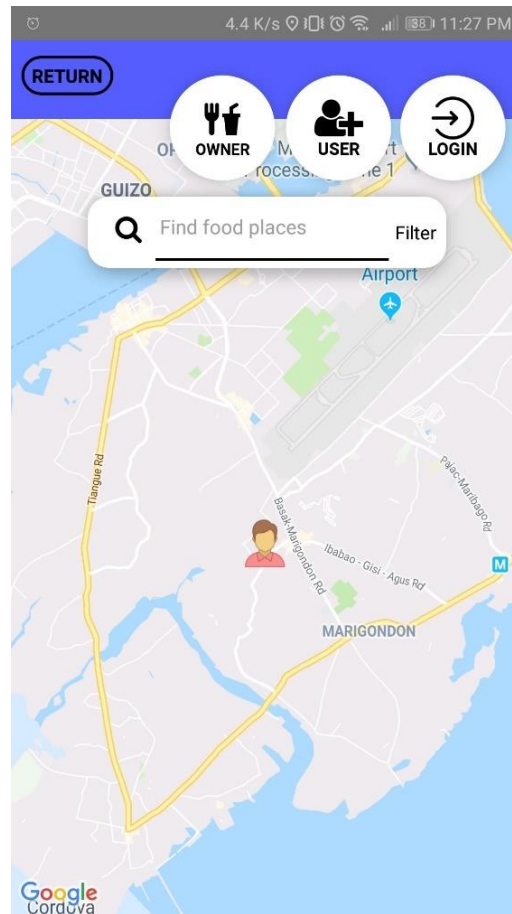 4.4 K/s 38 11:27 PM
RETURN
OWNER
USER
LOGIN
GUIZO
Find food places
Filter
Airport
Tiangue Rd
Pajac-Maribago Rd
Basak-Marigondon Rd
Ibabao - Gisi - Agus Rd
M
MARIGONDON
Google
Cordova